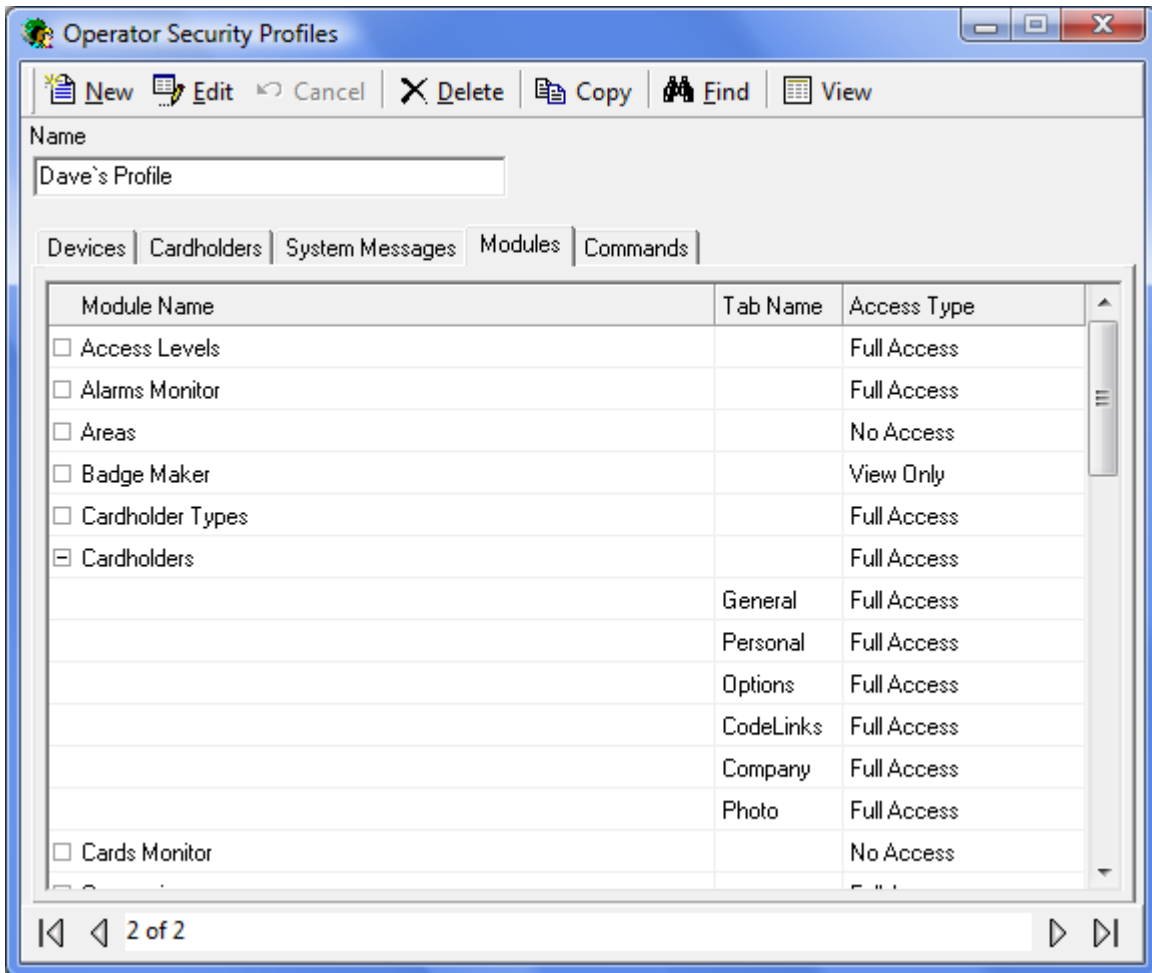 Operator Security Profiles
New Edit Cancel Delete Copy Find View
Name
Dave`s Profile
Devices Cardholders System Messages Modules Commands
Module Name Tab Name Access Type
Access Levels Full Access
Alarms Monitor Full Access
Areas No Access
Badge Maker View Only
Cardholder Types Full Access
Cardholders Full Access
General Full Access
Personal Full Access
Options Full Access
CodeLinks Full Access
Company Full Access
Photo Full Access
Cards Monitor No Access
2 of 2